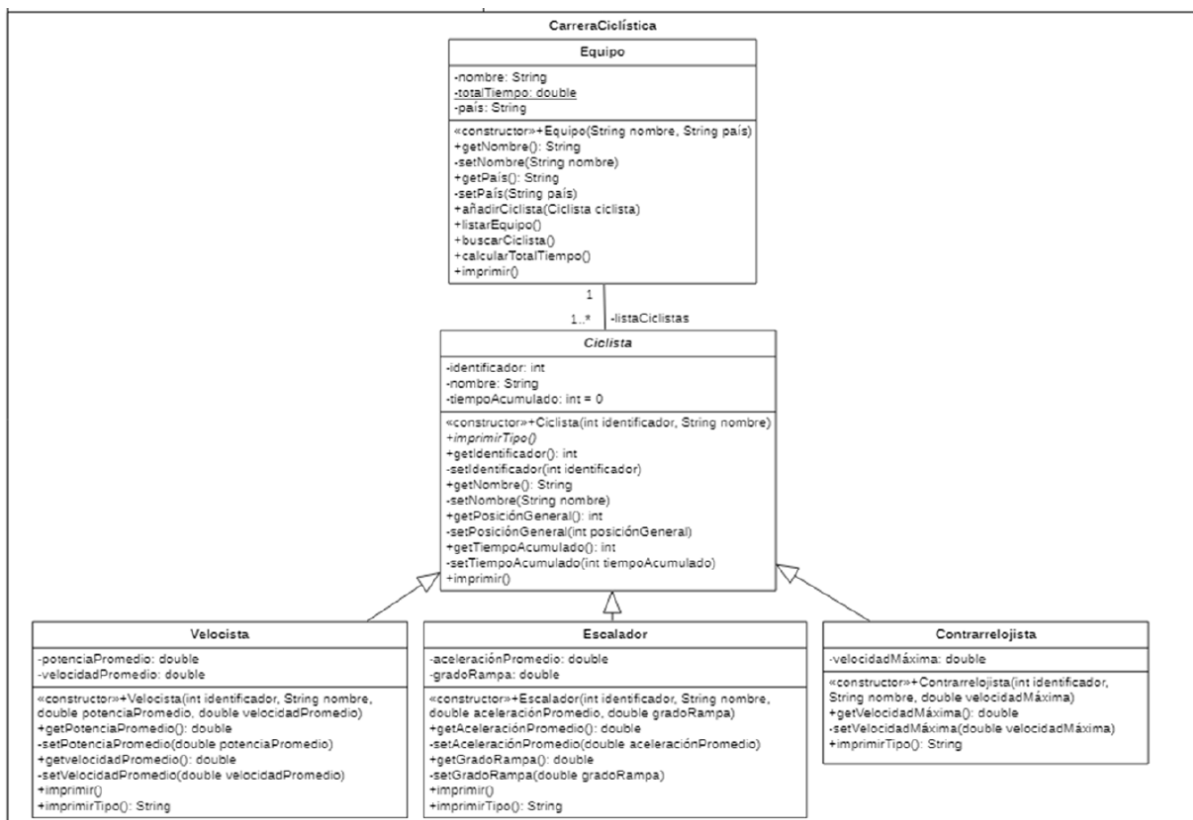 CarreraCiclística
Equipo
-nombre: String
-totalTiempo: double
-país: String
«constructor»+Equipo(String nombre, String país)
+getNombre(): String
-setNombre(String nombre)
+getPaís(): String
-setPaís(String país)
+añadirCiclista(Ciclista ciclista)
+listarEquipo()
+buscarCiclista()
+calcularTotalTiempo()
+imprimir()
1
1..* -listaCiclistas
Ciclista
-identificador: int
-nombre: String
-tiempoAcumulado: int = 0
«constructor»+Ciclista(int identificador, String nombre)
+imprimirTipo()
+getIdentificador(): int
-setIdentificador(int identificador)
+getNombre(): String
-setNombre(String nombre)
+getPosiciónGeneral(): int
-setPosiciónGeneral(int posiciónGeneral)
+getTiempoAcumulado(): int
-setTiempoAcumulado(int tiempoAcumulado)
+imprimir()
Velocista
-potenciaPromedio: double
-velocidadPromedio: double
«constructor»+Velocista(int identificador, String nombre,
double potenciaPromedio, double velocidadPromedio)
+getPotenciaPromedio(): double
-setPotenciaPromedio(double potenciaPromedio)
+getvelocidadPromedio(): double
-setVelocidadPromedio(double velocidadPromedio)
+imprimir()
+imprimirTipo(): String
Escalador
-aceleraciónPromedio: double
-gradoRampa: double
«constructor»+Escalador(int identificador, String nombre,
double aceleraciónPromedio, double gradoRampa)
+getAceleraciónPromedio(): double
-setAceleraciónPromedio(double aceleraciónPromedio)
+getGradoRampa(): double
-setGradoRampa(double gradoRampa)
+imprimir()
+imprimirTipo(): String
Contrarrelojista
-velocidadMáxima: double
«constructor»+Contrarrelojista(int identificador,
String nombre, double velocidadMáxima)
+getVelocidadMáxima(): double
-setVelocidadMáxima(double velocidadMáxima)
+imprimirTipo(): String